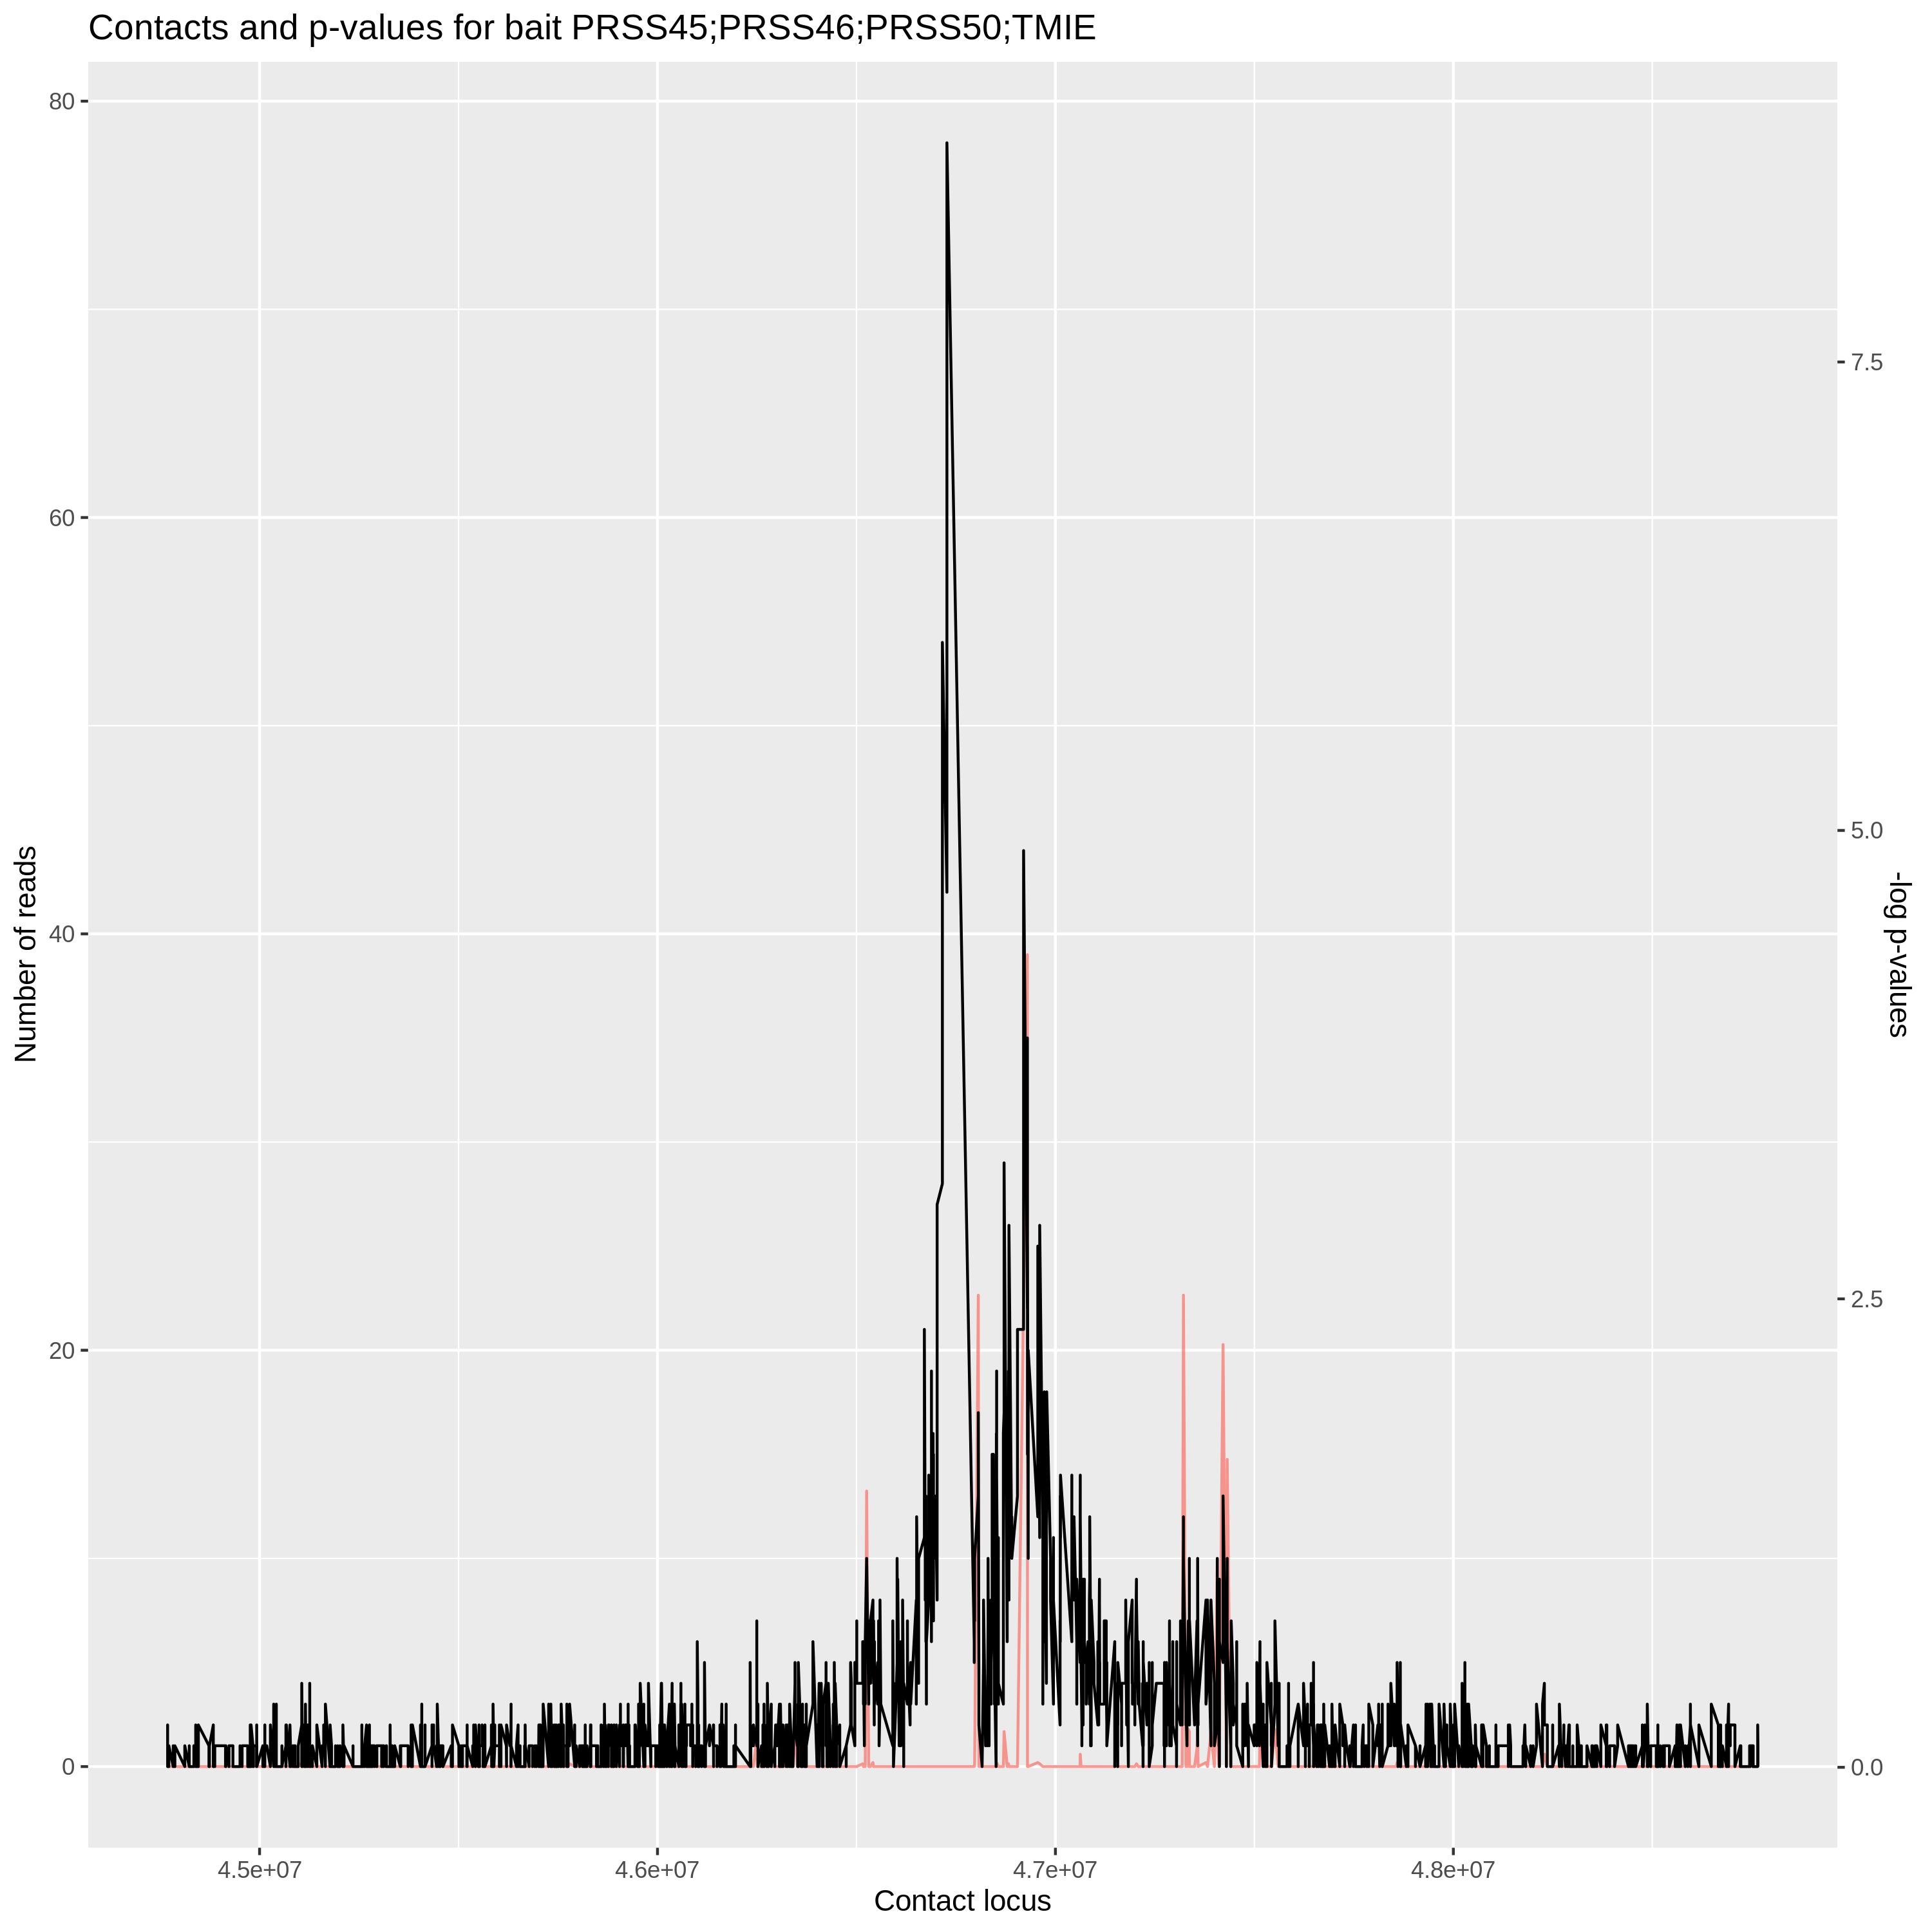 Contacts and p-values for bait PRSS45;PRSS46;PRSS50;TMIE
80
60
40
20
0
Number of reads
7.5
5.0
2.5
0.0
-log p-values
4.5e+07
4.6e+07
4.7e+07
4.8e+07
Contact locus